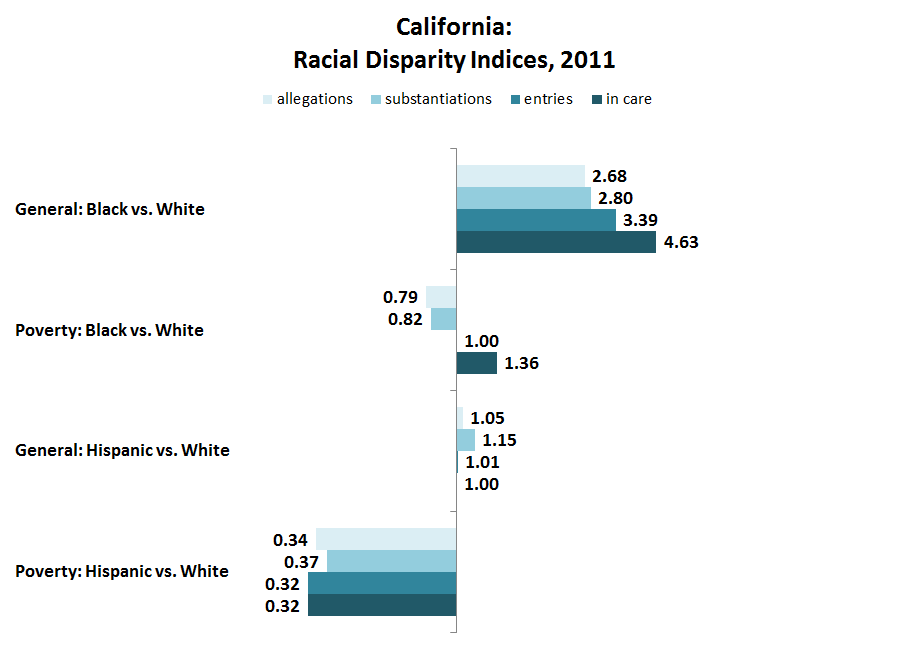 California:
Racial Disparity Indices, 2011
allegations substantiations entries in care
General: Black vs. White
2.68
2.80
3.39
4.63
Poverty: Black vs. White
0.79
0.82
1.00
1.36
General: Hispanic vs. White
1.05
1.15
1.01
1.00
Poverty: Hispanic vs. White
0.34
0.37
0.32
0.32